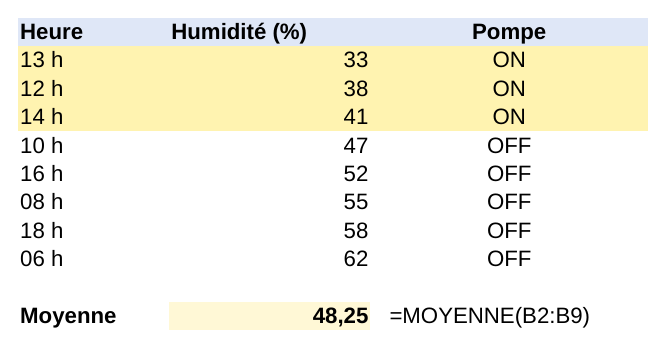 Heure Humidité (%) Pompe
13 h 33 ON
12 h 38 ON
14 h 41 ON
10 h 47 OFF
16 h 52 OFF
08 h 55 OFF
18 h 58 OFF
06 h 62 OFF
Moyenne 48,25 =MOYENNE(B2:B9)